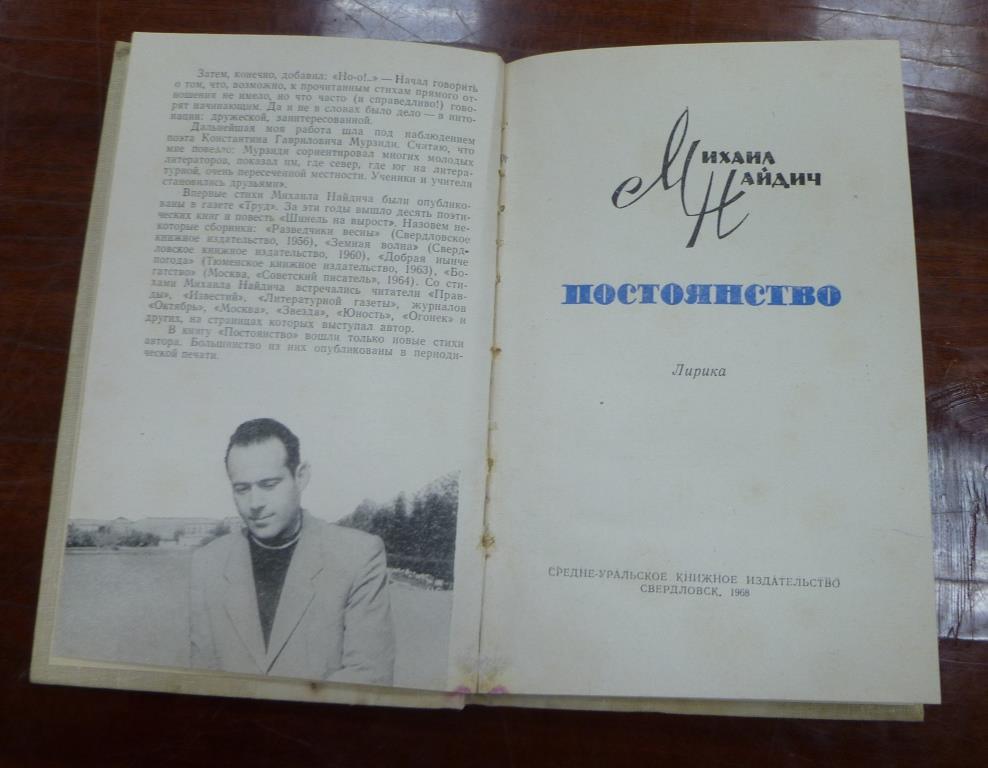 Затем, конечно, добавил: «Но-о!..» — Начал говорить
о том, что, возможно, к прочитанным стихам прямого от-
ношения не имело, но что часто (и справедливо!) гово-
рят начинающим. Да и не в словах было дело — в инто-
нации: дружеской, заинтересованной.
Дальнейшая моя работа шла под наблюдением
поэта Константина Гавриловича Мурзиди. Считаю, что
мне повезло: Мурзиди сориентировал многих молодых
литераторов, показал им, где север, где юг на литера-
турной, очень пересеченной местности. Ученики и учителя
становились друзьями».
Впервые стихи Михаила Найдича были опублико-
ваны в газете «Труд». За эти годы вышло десять поэти-
ческих книг и повесть «Шинель на вырост». Назовем не-
которые сборники: «Разведчики весны» (Свердловское
книжное издательство, 1956), «Земная волна» (Сверд-
ловское книжное издательство, 1960), «Добрая нынче
погода» (Тюменское книжное издательство, 1963), «Бо-
гатство» (Москва, «Советский писатель», 1964). Со сти-
хами Михаила Найдича встречались читатели «Прав-
ды», «Известий», «Литературной газеты», журналов
«Октябрь», «Москва», «Звезда», «Юность», «Огонек» и
других, на страницах которых выступал автор.
В книгу «Постоянство» вошли только новые стихи
автора. Большинство из них опубликованы в периоди-
ческой печати.
МИХАИЛ
НАЙДИЧ
ПОСТОЯНСТВО
Лирика
СРЕДНЕ-УРАЛЬСКОЕ КНИЖНОЕ ИЗДАТЕЛЬСТВО
СВЕРДЛОВСК, 1968